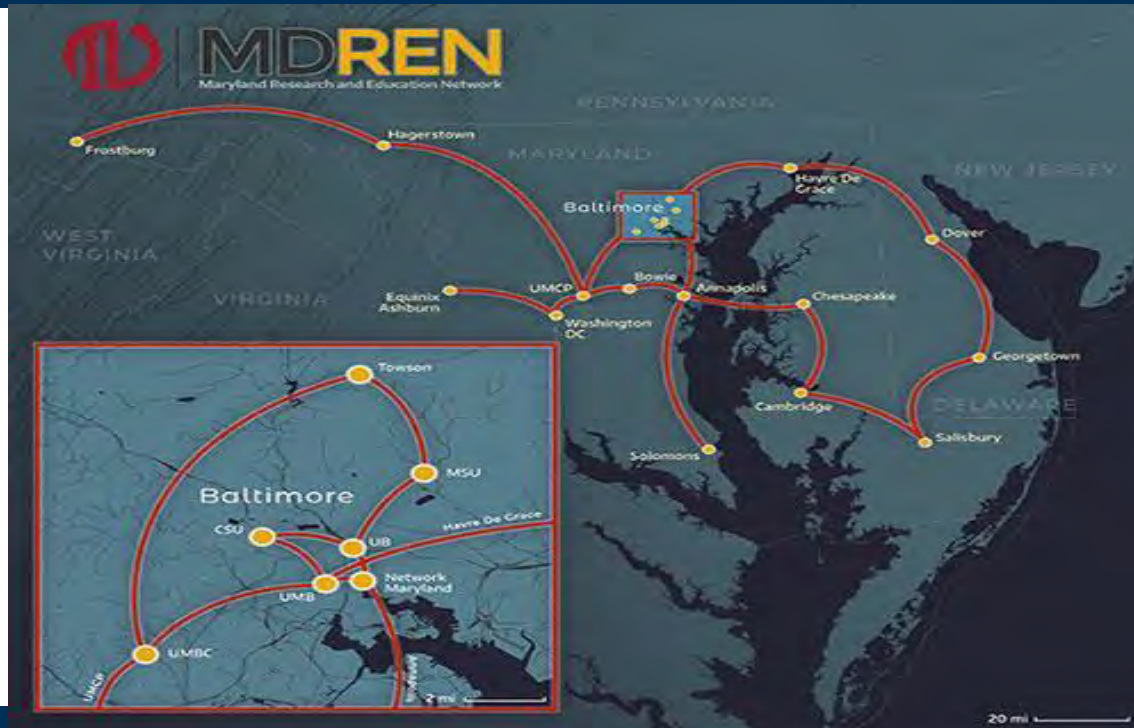 MDREN
Maryland Research and Education Network
PENNSYLVANIA
Hagerstown
Frostburg
MARYLAND
Havre De
Grace
NEW JERSEY
Baltimore
WEST
VIRGINIA
Dover
VIRGINIA
Equinix
Ashburn
UMCP
Bowie
Annapolis
Chesapeake
Washington
DC
Georgetown
Cambridge
DELAWARE
Salisbury
Solomons
Towson
MSU
Baltimore
CSU
UB
Havre De Grace
Network
Maryland
UMB
UMBC
UMCP
Annapolis
2 mi
20 mi